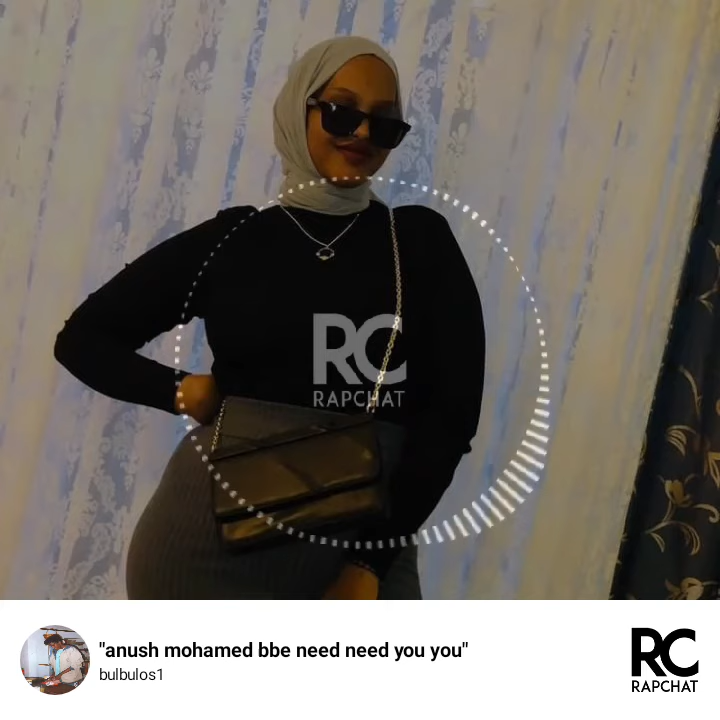 RC
RAPCHAT
"anush mohamed bbe need need you you"
bulbulos1
RC
RAPCHAT